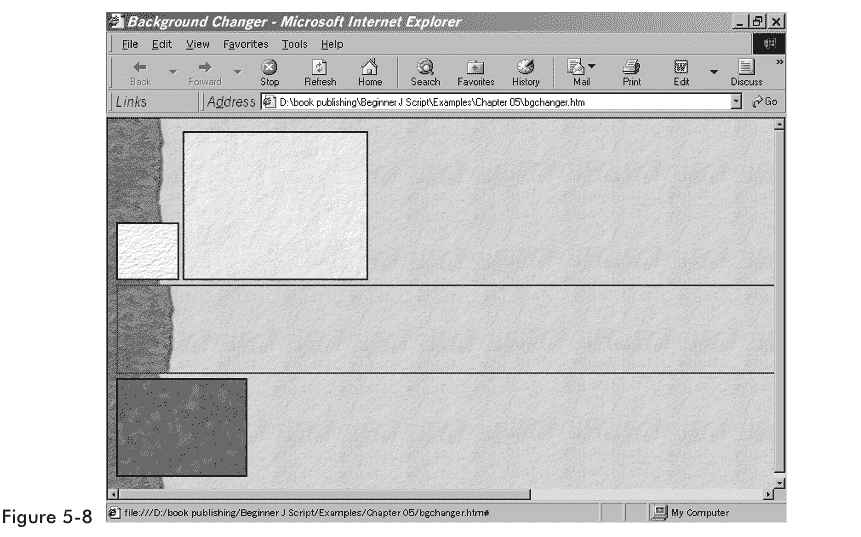 Background Changer - Microsoft Internet Explorer
File Edit View Favorites Tools Help
Back Forward Stop Refresh Home Search Favorites History Mail Print Edit Discuss »
Links Address D:\book publishing\Beginner J Script\Examples\Chapter 05\bgchanger.htm Go
Figure 5-8 file:///D:/book publishing/Beginner J Script/Examples/Chapter 05/bgchanger.htm# My Computer